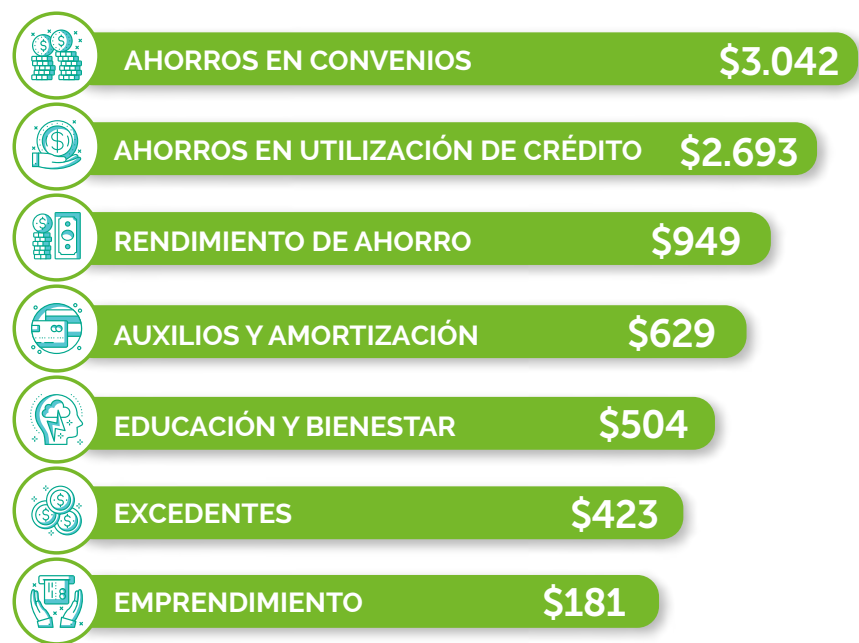 AHORROS EN CONVENIOS $3.042
AHORROS EN UTILIZACIÓN DE CRÉDITO $2.693
RENDIMIENTO DE AHORRO $949
AUXILIOS Y AMORTIZACIÓN $629
EDUCACIÓN Y BIENESTAR $504
EXCEDENTES $423
EMPRENDIMIENTO $181